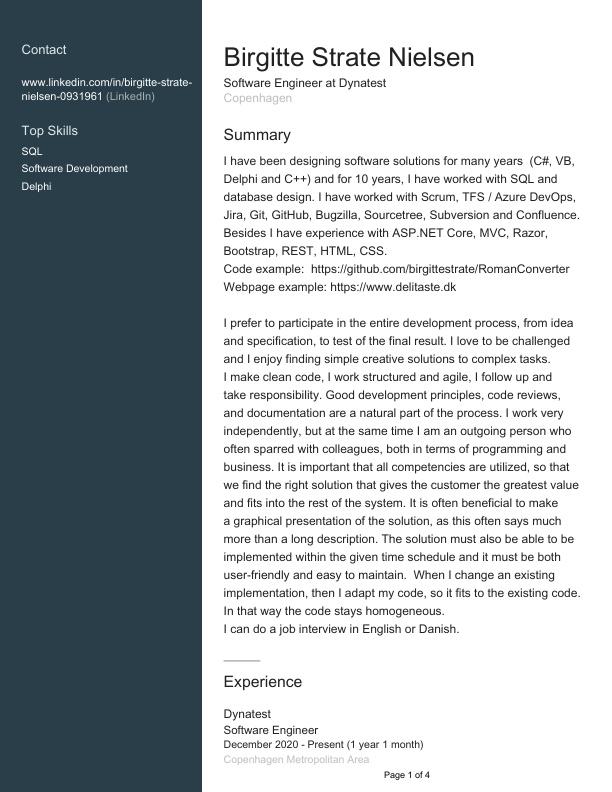 Contact
www.linkedin.com/in/birgitte-strate-
nielsen-0931961 (LinkedIn)
Top Skills
SQL
Software Development
Delphi
Birgitte Strate Nielsen
Software Engineer at Dynatest
Copenhagen
Summary
I have been designing software solutions for many years  (C#, VB,
Delphi and C++) and for 10 years, I have worked with SQL and
database design. I have worked with Scrum, TFS / Azure DevOps,
Jira, Git, GitHub, Bugzilla, Sourcetree, Subversion and Confluence.
Besides I have experience with ASP.NET Core, MVC, Razor,
Bootstrap, REST, HTML, CSS.
Code example:  https://github.com/birgittestrate/RomanConverter
Webpage example: https://www.delitaste.dk
I prefer to participate in the entire development process, from idea
and specification, to test of the final result. I love to be challenged
and I enjoy finding simple creative solutions to complex tasks.
I make clean code, I work structured and agile, I follow up and
take responsibility. Good development principles, code reviews,
and documentation are a natural part of the process. I work very
independently, but at the same time I am an outgoing person who
often sparred with colleagues, both in terms of programming and
business. It is important that all competencies are utilized, so that
we find the right solution that gives the customer the greatest value
and fits into the rest of the system. It is often beneficial to make
a graphical presentation of the solution, as this often says much
more than a long description. The solution must also be able to be
implemented within the given time schedule and it must be both
user-friendly and easy to maintain.  When I change an existing
implementation, then I adapt my code, so it fits to the existing code.
In that way the code stays homogeneous.
I can do a job interview in English or Danish.
Experience
Dynatest
Software Engineer
December 2020 - Present (1 year 1 month)
Copenhagen Metropolitan Area
Page 1 of 4